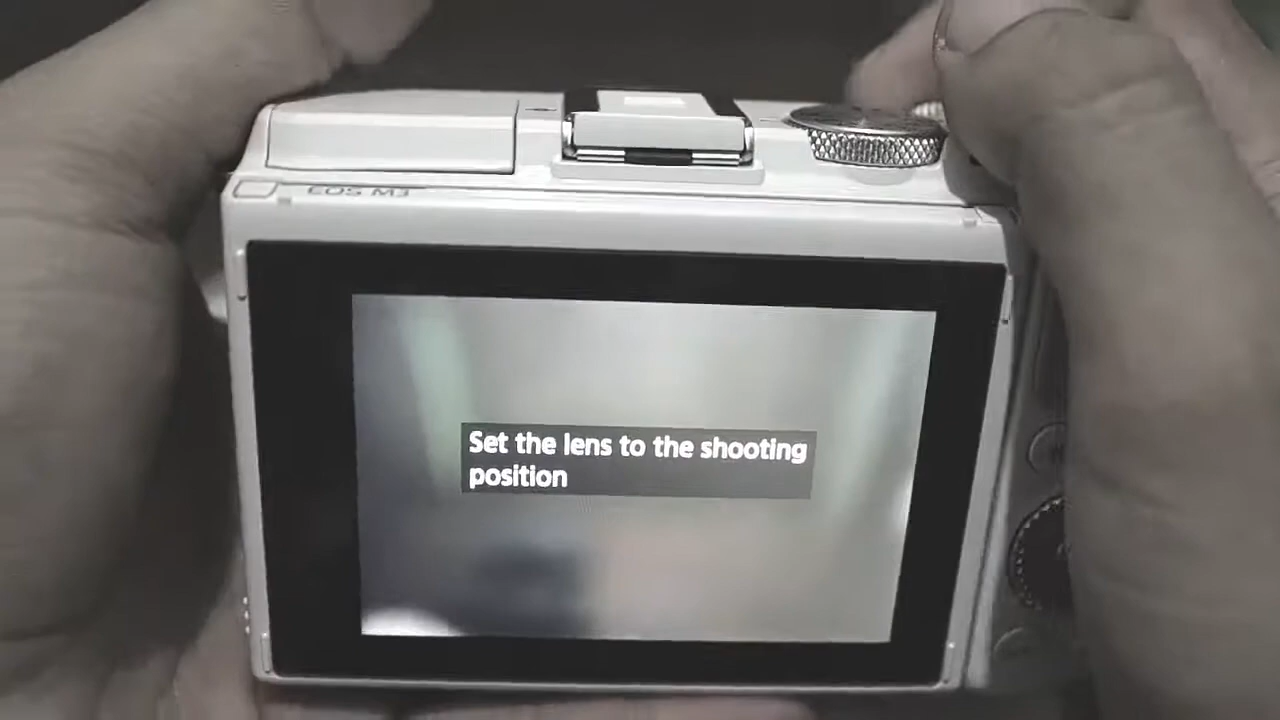 EOS M3
Set the lens to the shooting
position